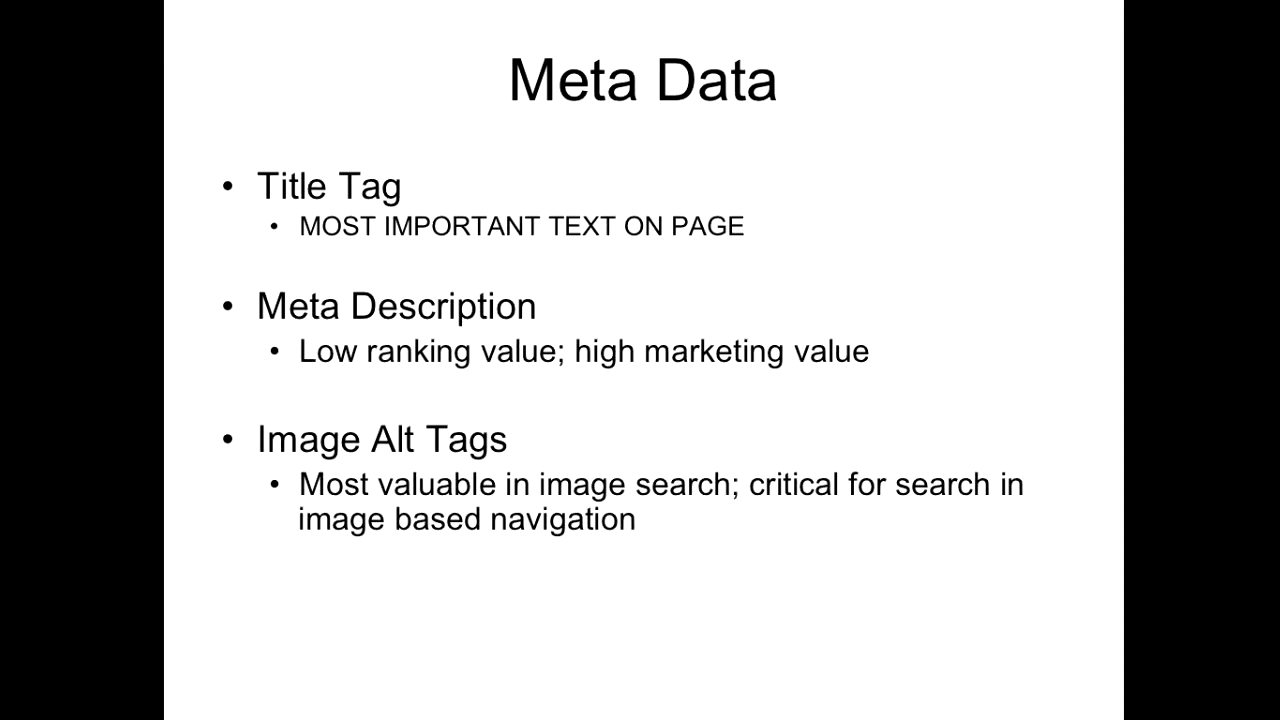 Meta Data
• Title Tag
• MOST IMPORTANT TEXT ON PAGE
• Meta Description
• Low ranking value; high marketing value
• Image Alt Tags
• Most valuable in image search; critical for search in
image based navigation